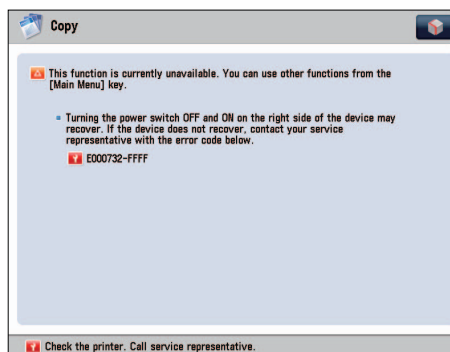 Copy
This function is currently unavailable. You can use other functions from the
[Main Menu] key.
Turning the power switch OFF and ON on the right side of the device may
recover. If the device does not recover, contact your service
representative with the error code below.
E000732-FFFF
Check the printer. Call service representative.